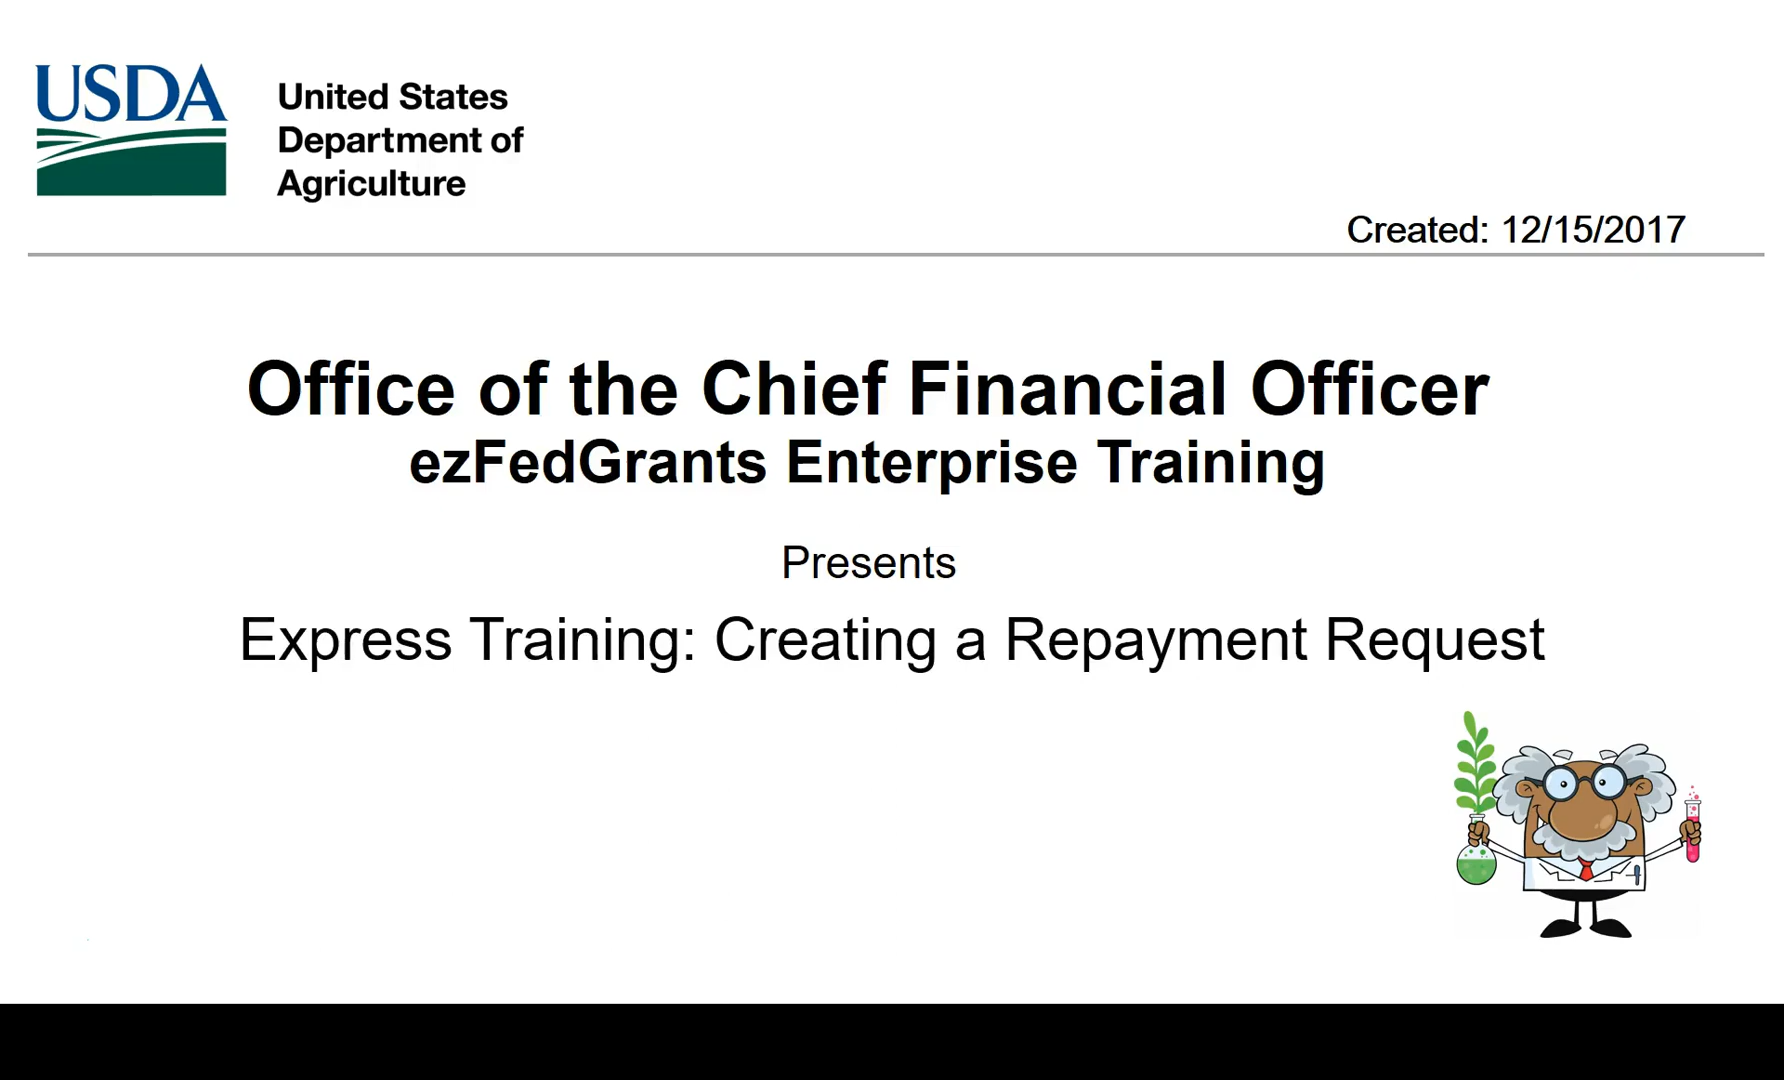 USDA
United States
Department of
Agriculture
Created: 12/15/2017
Office of the Chief Financial Officer
ezFedGrants Enterprise Training
Presents
Express Training: Creating a Repayment Request